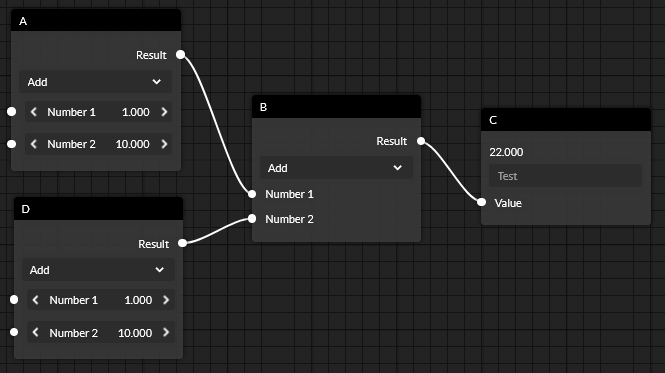 A
Result
Add
Number 1 1.000
Number 2 10.000
D
Result
Add
Number 1 1.000
Number 2 10.000
B
Result
Add
Number 1
Number 2
C
22.000
Test
Value